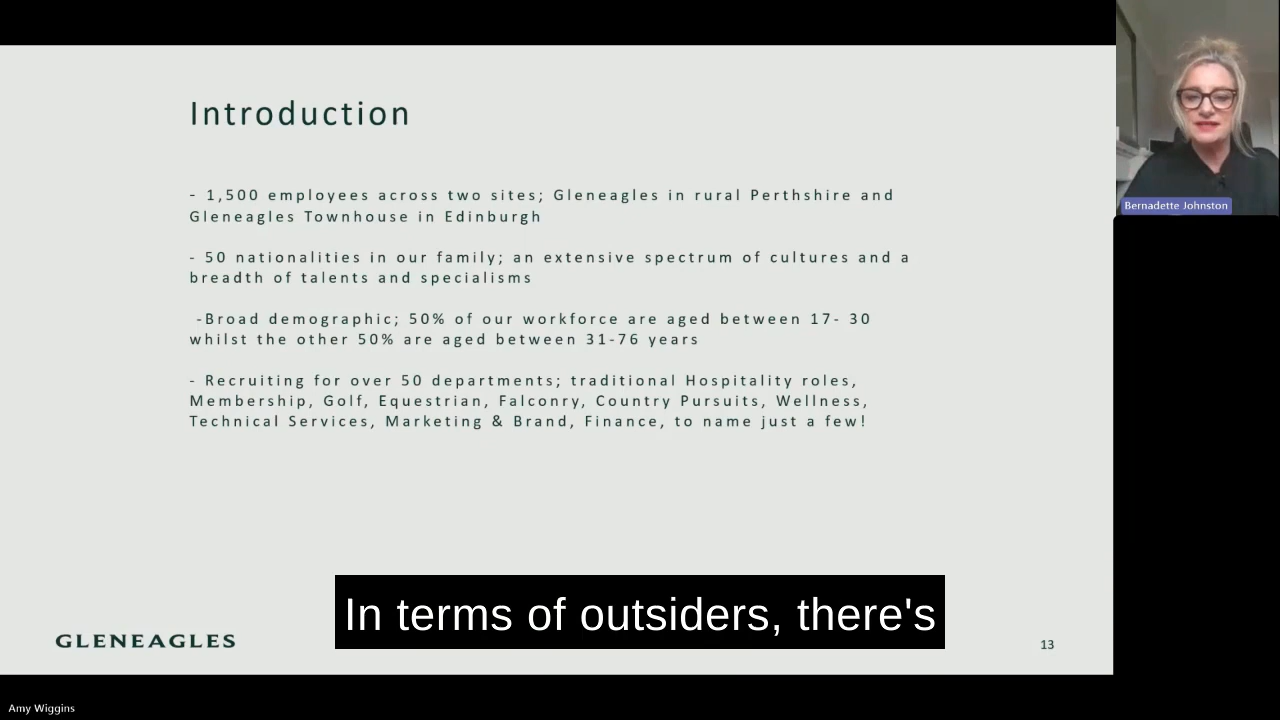 Introduction
- 1,500 employees across two sites; Gleneagles in rural Perthshire and
Gleneagles Townhouse in Edinburgh
- 50 nationalities in our family; an extensive spectrum of cultures and a
breadth of talents and specialisms
-Broad demographic; 50% of our workforce are aged between 17- 30
whilst the other 50% are aged between 31-76 years
- Recruiting for over 50 departments; traditional Hospitality roles,
Membership, Golf, Equestrian, Falconry, Country Pursuits, Wellness,
Technical Services, Marketing & Brand, Finance, to name just a few!
Bernadette Johnston
In terms of outsiders, there's
GLENEAGLES
13
Amy Wiggins